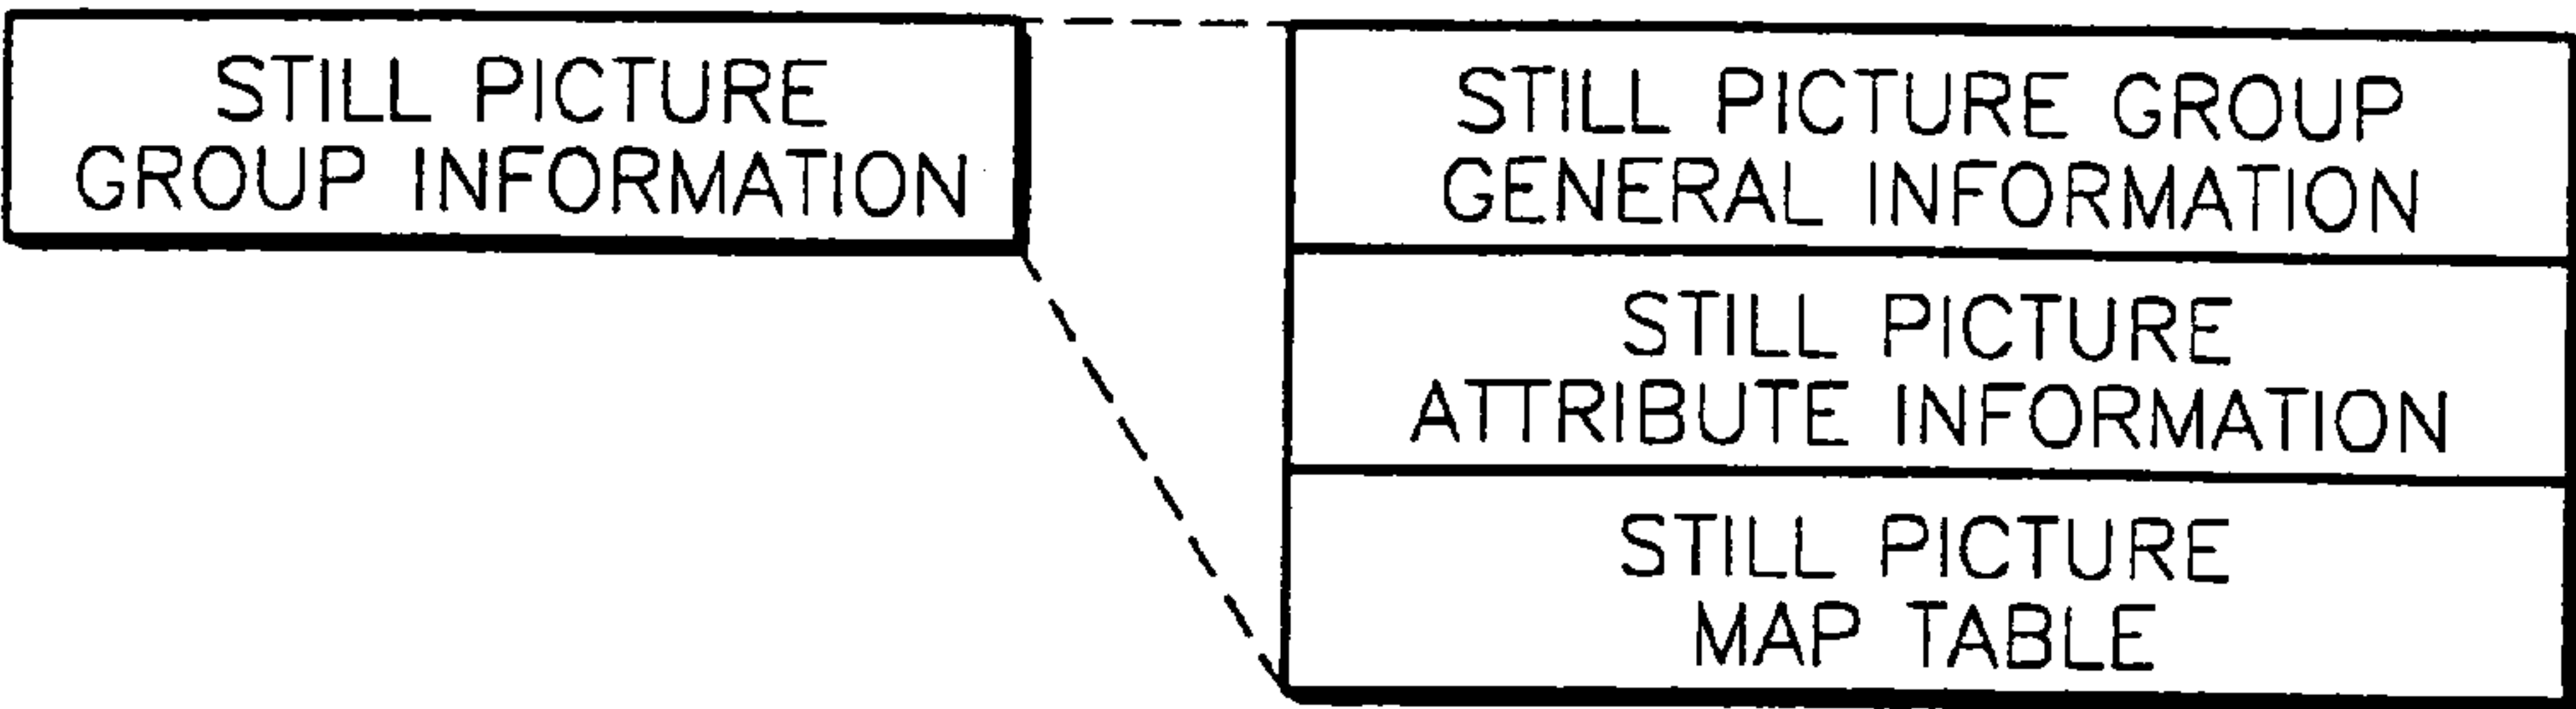 STILL PICTURE
GROUP INFORMATION
STILL PICTURE GROUP
GENERAL INFORMATION
STILL PICTURE
ATTRIBUTE INFORMATION
STILL PICTURE
MAP TABLE